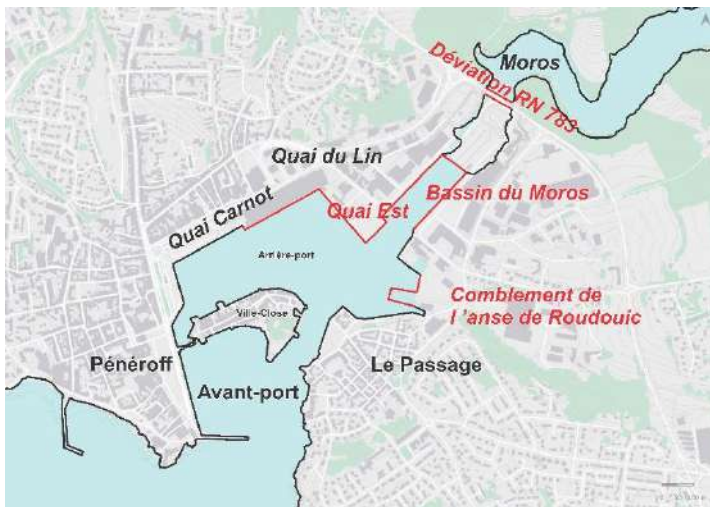 Moros
Déviation RN 783
Quai du Lin
Quai Carnot
Quai Est
Bassin du Moros
Arrière-port
Ville-Close
Comblement de
l 'anse de Roudouic
Pénéroff
Le Passage
Avant-port